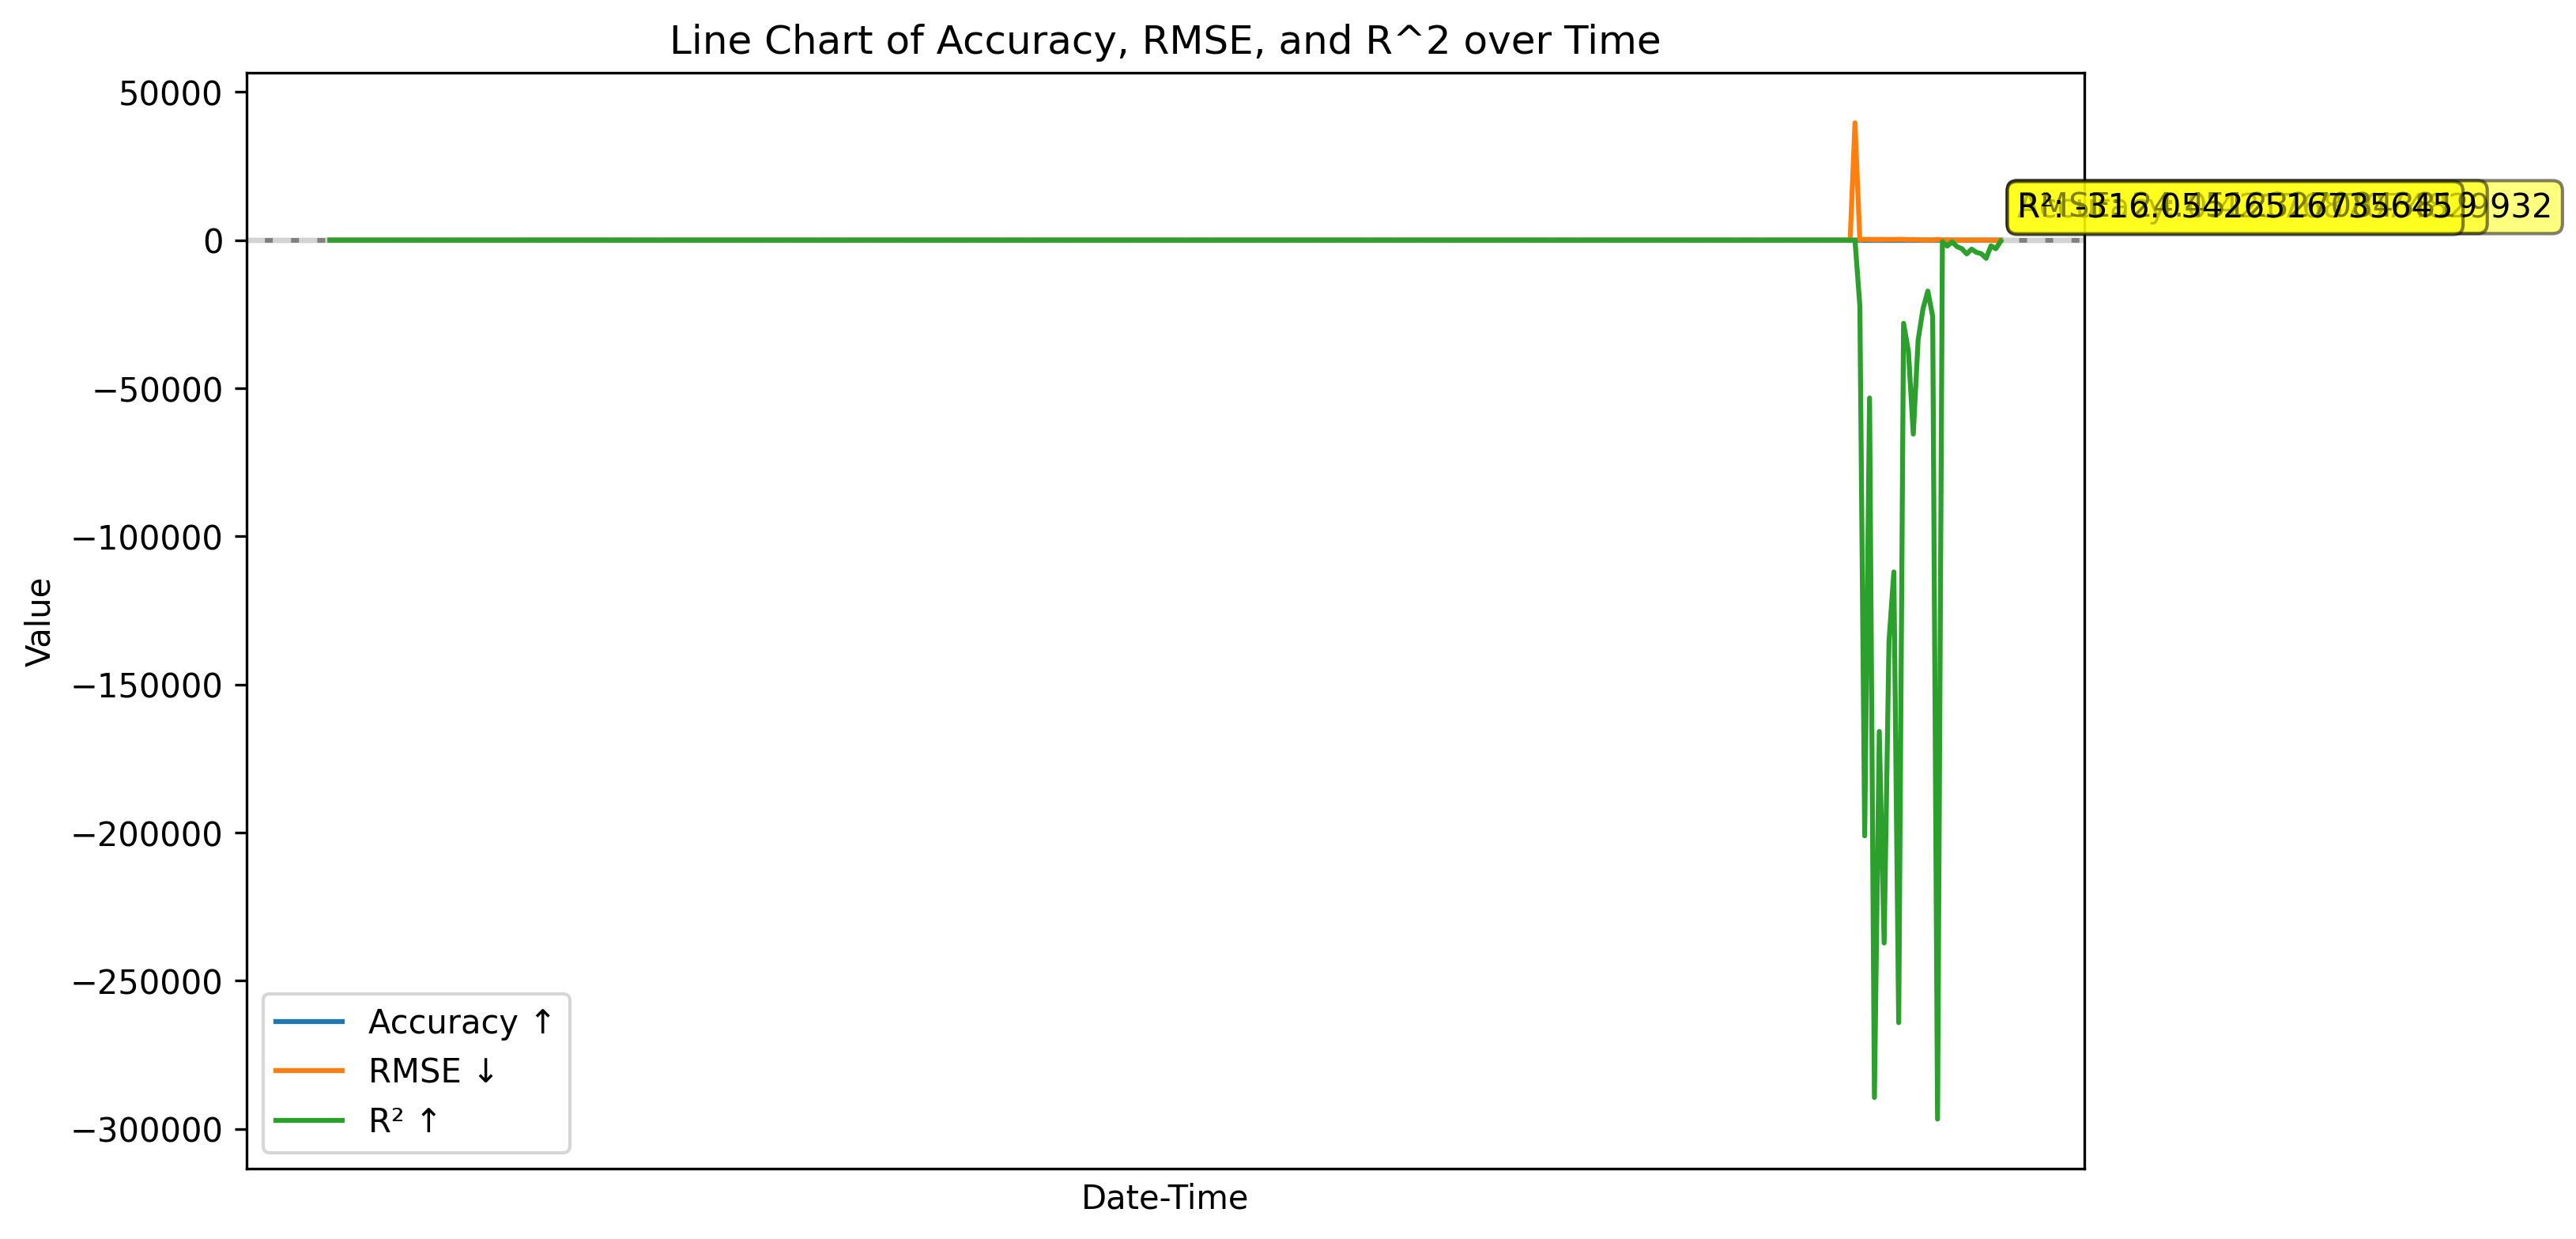 Line Chart of Accuracy, RMSE, and R^2 over Time
50000
0
−50000
−100000
−150000
−200000
−250000
−300000
Value
Date-Time
Accuracy ↑
RMSE ↓
R² ↑